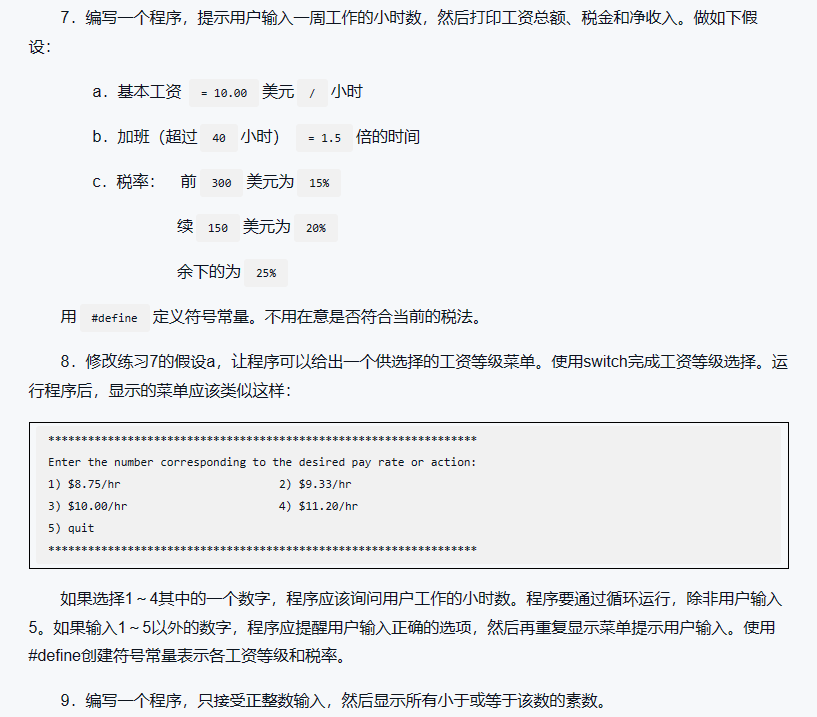 7．编写一个程序，提示用户输入一周工作的小时数，然后打印工资总额、税金和净收入。做如下假
设：
a．基本工资 = 10.00 美元 / 小时
b．加班（超过 40 小时） = 1.5 倍的时间
c．税率： 前 300 美元为 15%
续 150 美元为 20%
余下的为 25%
用 #define 定义符号常量。不用在意是否符合当前的税法。
8．修改练习7的假设a，让程序可以给出一个供选择的工资等级菜单。使用switch完成工资等级选择。运
行程序后，显示的菜单应该类似这样：
*****************************************************************
Enter the number corresponding to the desired pay rate or action:
1) $8.75/hr                       2) $9.33/hr
3) $10.00/hr                      4) $11.20/hr
5) quit
*****************************************************************
如果选择1～4其中的一个数字，程序应该询问用户工作的小时数。程序要通过循环运行，除非用户输入
5。如果输入1～5以外的数字，程序应提醒用户输入正确的选项，然后再重复显示菜单提示用户输入。使用
#define创建符号常量表示各工资等级和税率。
9．编写一个程序，只接受正整数输入，然后显示所有小于或等于该数的素数。